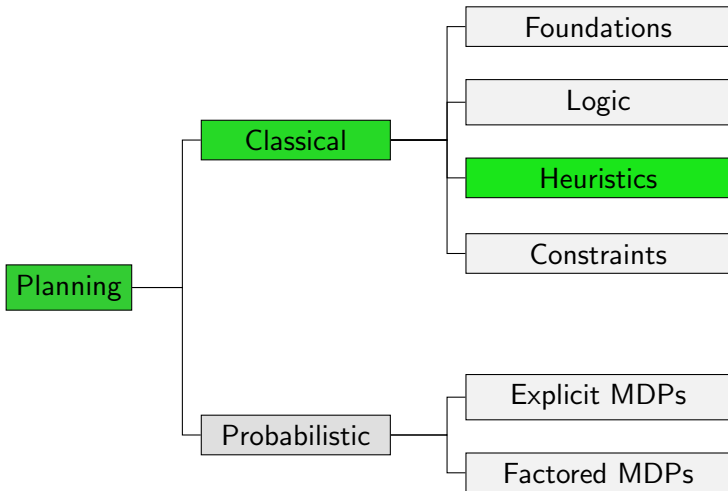 Planning
Classical
Foundations
Logic
Heuristics
Constraints
Probabilistic
Explicit MDPs
Factored MDPs